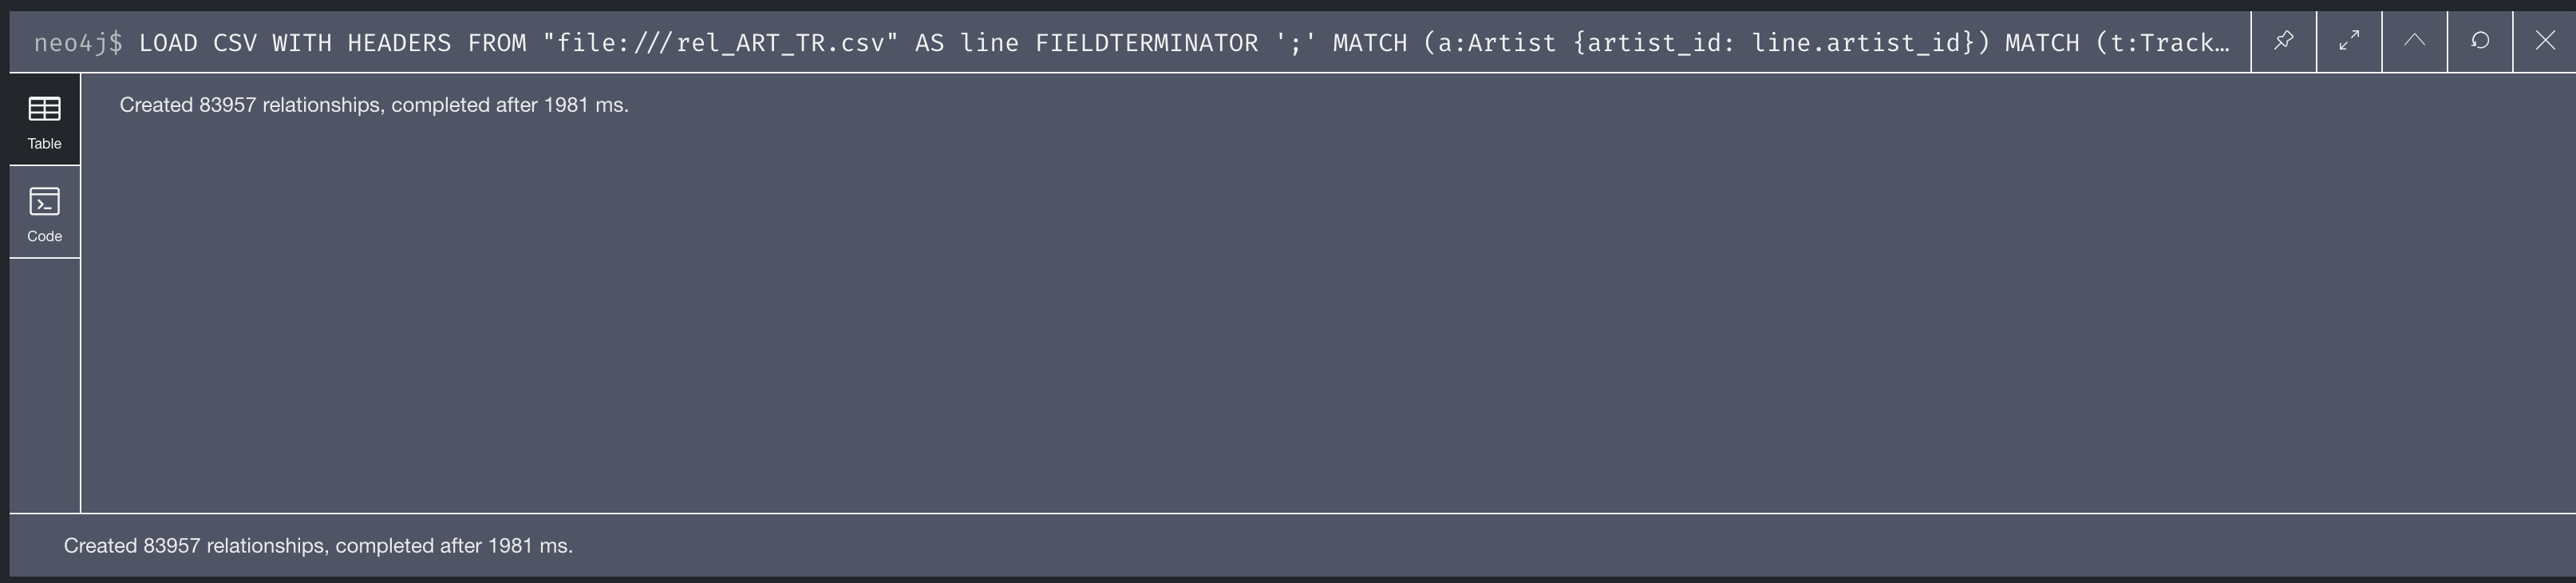 neo4j$ LOAD CSV WITH HEADERS FROM "file:///rel_ART_TR.csv" AS line FIELDTERMINATOR ';' MATCH (a:Artist {artist_id: line.artist_id}) MATCH (t:Track…
Table
Created 83957 relationships, completed after 1981 ms.
Code
Created 83957 relationships, completed after 1981 ms.